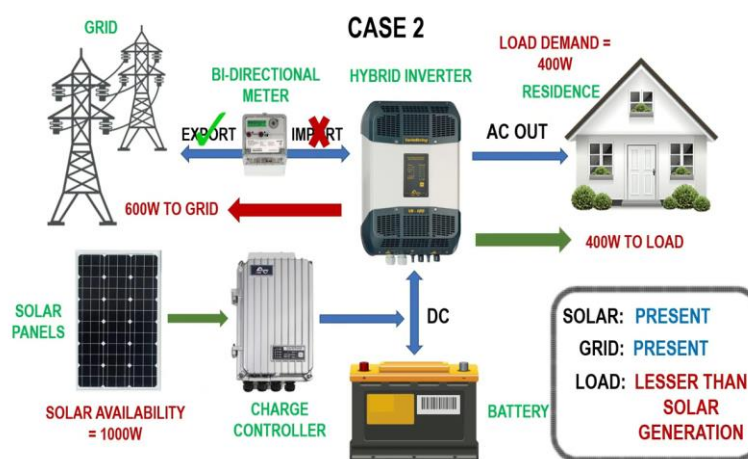 CASE 2
GRID
BI-DIRECTIONAL
METER
HYBRID INVERTER
LOAD DEMAND =
400W
RESIDENCE
EXPORT
IMPORT
AC OUT
600W TO GRID
400W TO LOAD
SOLAR
PANELS
DC
SOLAR AVAILABILITY
= 1000W
CHARGE
CONTROLLER
BATTERY
SOLAR: PRESENT
GRID: PRESENT
LOAD: LESSER THAN
SOLAR
GENERATION